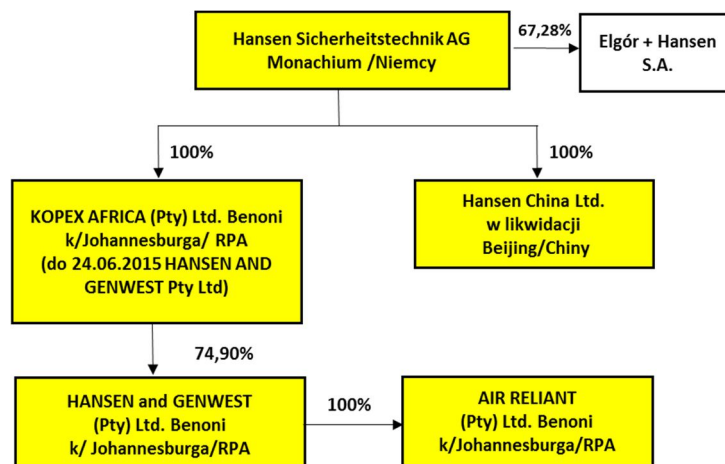 Hansen Sicherheitstechnik AG
Monachium /Niemcy
67,28%
Elgór + Hansen
S.A.
100%
100%
KOPEX AFRICA (Pty) Ltd. Benoni
k/Johannesburga/ RPA
(do 24.06.2015 HANSEN AND
GENWEST Pty Ltd)
Hansen China Ltd.
w likwidacji
Beijing/Chiny
74,90%
HANSEN and GENWEST
(Pty) Ltd. Benoni
k/ Johannesburga/RPA
100%
AIR RELIANT
(Pty) Ltd. Benoni
k/Johannesburga/RPA